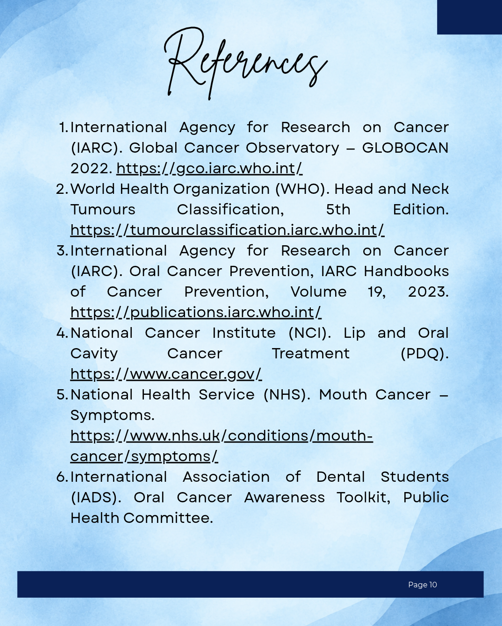 References
1. International Agency for Research on Cancer
(IARC). Global Cancer Observatory – GLOBOCAN
2022. https://gco.iarc.who.int/
2. World Health Organization (WHO). Head and Neck
Tumours Classification, 5th Edition.
https://tumourclassification.iarc.who.int/
3. International Agency for Research on Cancer
(IARC). Oral Cancer Prevention, IARC Handbooks
of Cancer Prevention, Volume 19, 2023.
https://publications.iarc.who.int/
4. National Cancer Institute (NCI). Lip and Oral
Cavity Cancer Treatment (PDQ).
https://www.cancer.gov/
5. National Health Service (NHS). Mouth Cancer –
Symptoms.
https://www.nhs.uk/conditions/mouth-
cancer/symptoms/
6. International Association of Dental Students
(IADS). Oral Cancer Awareness Toolkit, Public
Health Committee.
Page 10